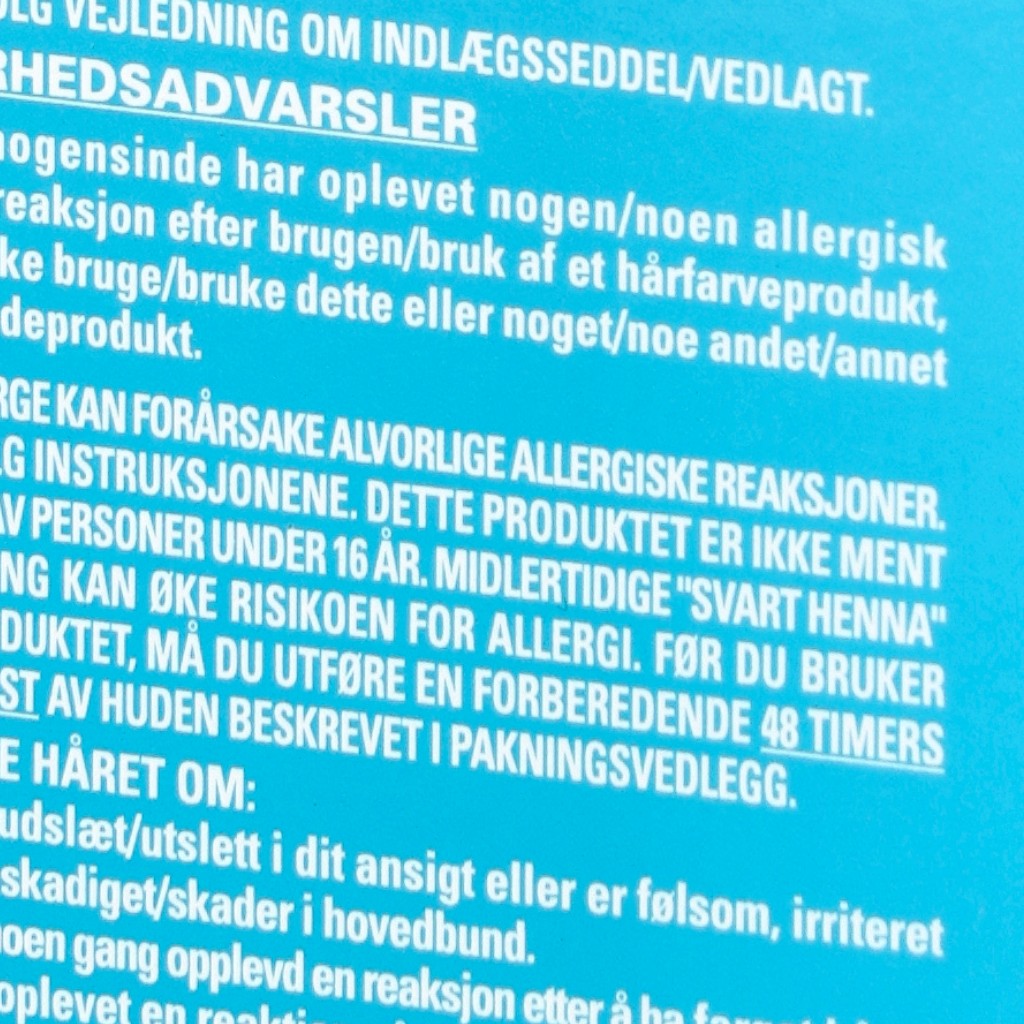 VEJLEDNING OM INDLÆGSSEDDEL/VEDLAGT.
RHEDSADVARSLER
nogensinde har oplevet nogen/noen allergisk
reaksjon efter brugen/bruk af et hårfarveprodukt,
ke bruge/bruke dette eller noget/noe andet/annet
deprodukt.
RGE KAN FORÅRSAKE ALVORLIGE ALLERGISKE REAKSJONER.
LG INSTRUKSJONENE. DETTE PRODUKTET ER IKKE MENT
AV PERSONER UNDER 16 ÅR. MIDLERTIDIGE "SVART HENNA"
NG KAN ØKE RISIKOEN FOR ALLERGI. FØR DU BRUKER
DUKTET, MÅ DU UTFØRE EN FORBEREDENDE 48 TIMERS
ST AV HUDEN BESKREVET I PAKNINGSVEDLEGG.
E HÅRET OM:
udslæt/utslett i dit ansigt eller er følsom, irriteret
skadiget/skader i hovedbund.
noen gang opplevd en reaksjon etter å ha
oplevet en